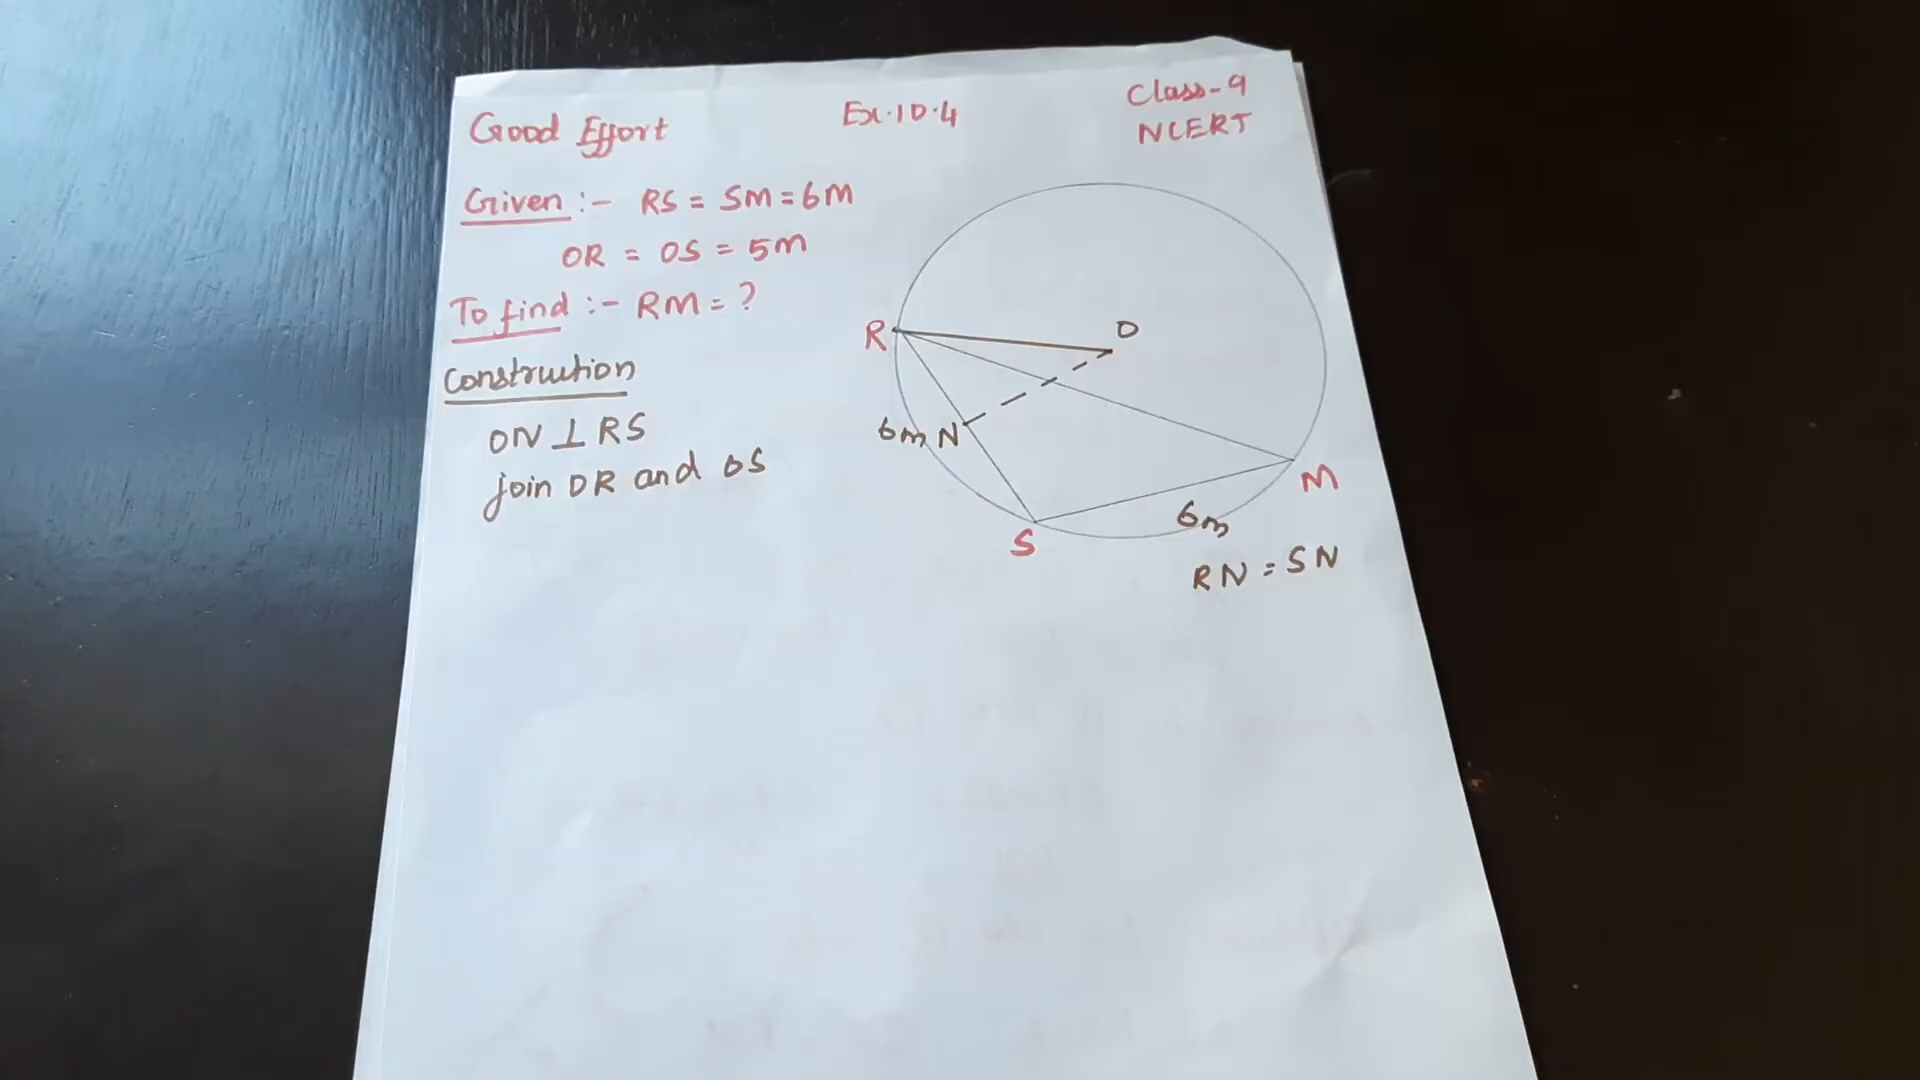 Good Effort
Ex.10.4
Class-9
NCERT
Given :- RS = SM = 6M
OR = OS = 5M
To find :- RM = ?
Construction
ON ⊥ RS
join OR and OS
R
O
6m N
S
M
6m
RN = SN